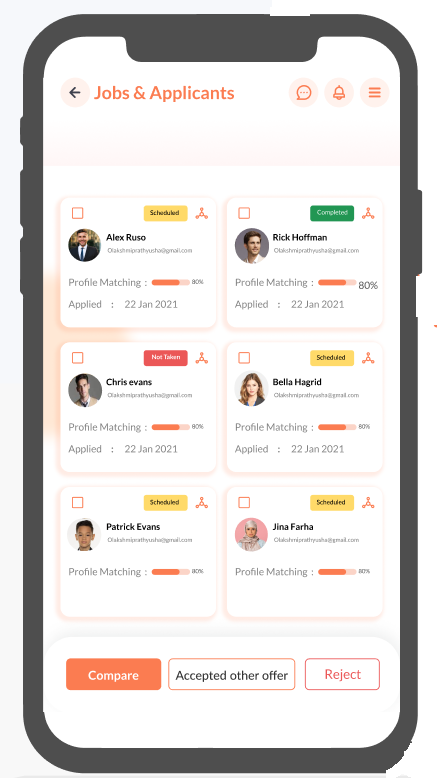 Jobs & Applicants
Scheduled
Alex Ruso
Olakshmiprathyusha@gmail.com
Profile Matching : 80%
Applied : 22 Jan 2021
Completed
Rick Hoffman
Olakshmiprathyusha@gmail.com
Profile Matching : 80%
Applied : 22 Jan 2021
Not Taken
Chris evans
Olakshmiprathyusha@gmail.com
Profile Matching : 80%
Applied : 22 Jan 2021
Scheduled
Bella Hagrid
Olakshmiprathyusha@gmail.com
Profile Matching : 80%
Applied : 22 Jan 2021
Scheduled
Patrick Evans
Olakshmiprathyusha@gmail.com
Profile Matching : 80%
Scheduled
Jina Farha
Olakshmiprathyusha@gmail.com
Profile Matching : 80%
Compare
Accepted other offer
Reject